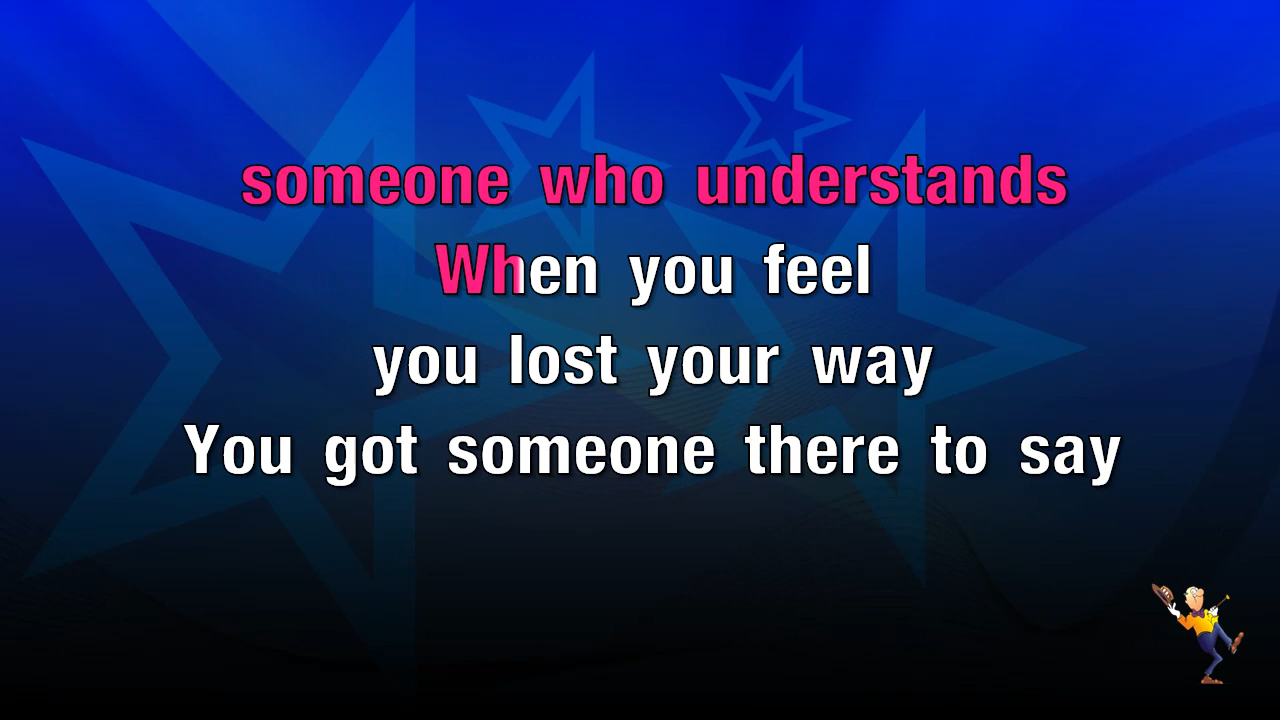 someone who understands
When you feel
you lost your way
You got someone there to say